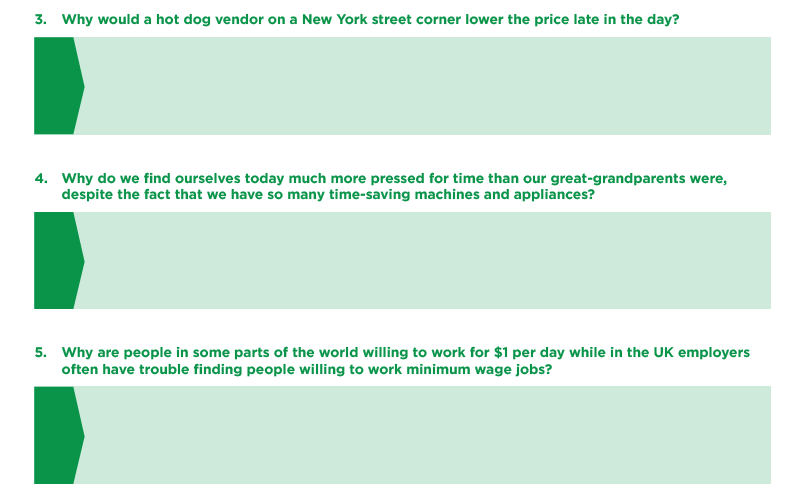 3. Why would a hot dog vendor on a New York street corner lower the price late in the day?
4. Why do we find ourselves today much more pressed for time than our great-grandparents were,
despite the fact that we have so many time-saving machines and appliances?
5. Why are people in some parts of the world willing to work for $1 per day while in the UK employers
often have trouble finding people willing to work minimum wage jobs?